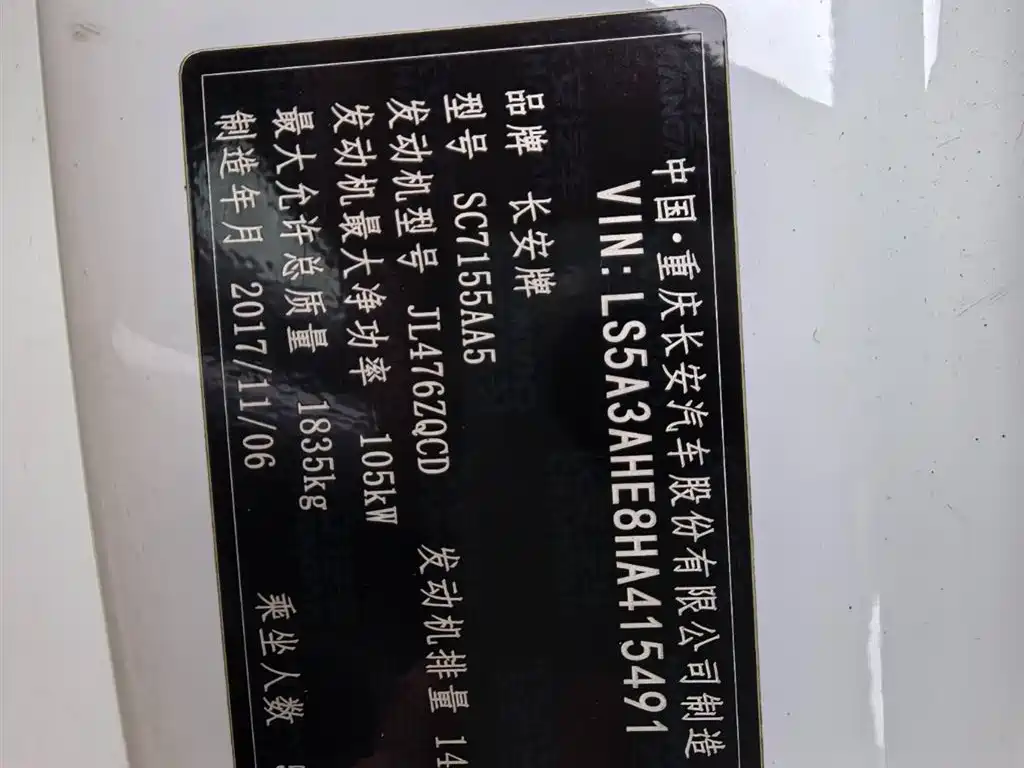 中国·重庆长安汽车股份有限公司制造
VIN:LS5A3AHE8HA415491
品牌 长安牌
型号 SC7155AA5
发动机型号 JL476ZQCD 发动机排量 14
发动机最大净功率 105kW
最大允许总质量 1835kg
制造年月 2017/11/06 乘坐人数